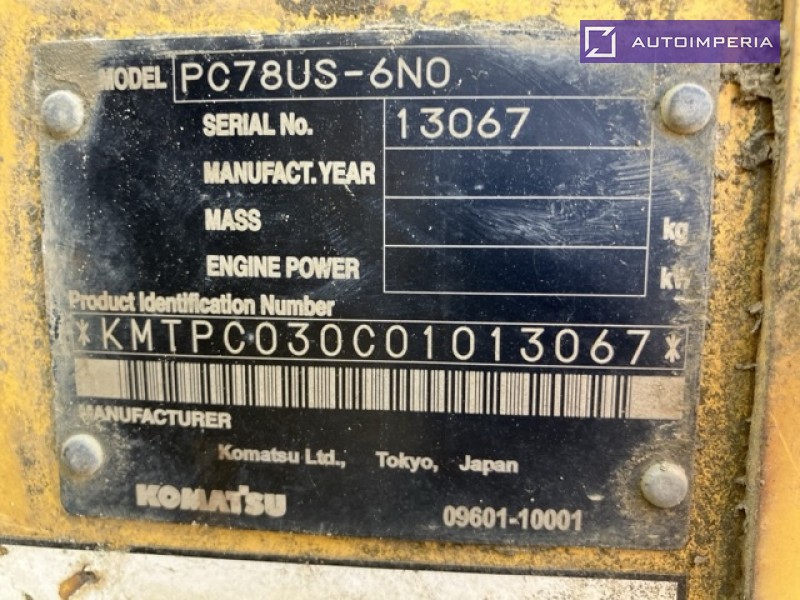 AUTOIMPERIA
MODEL PC78US-6N0
SERIAL No. 13067
MANUFACT. YEAR
MASS kg
ENGINE POWER
Product Identification Number
*KMTPC030C01013067*
MANUFACTURER
Komatsu Ltd., Tokyo, Japan
KOMATSU 09601-10001